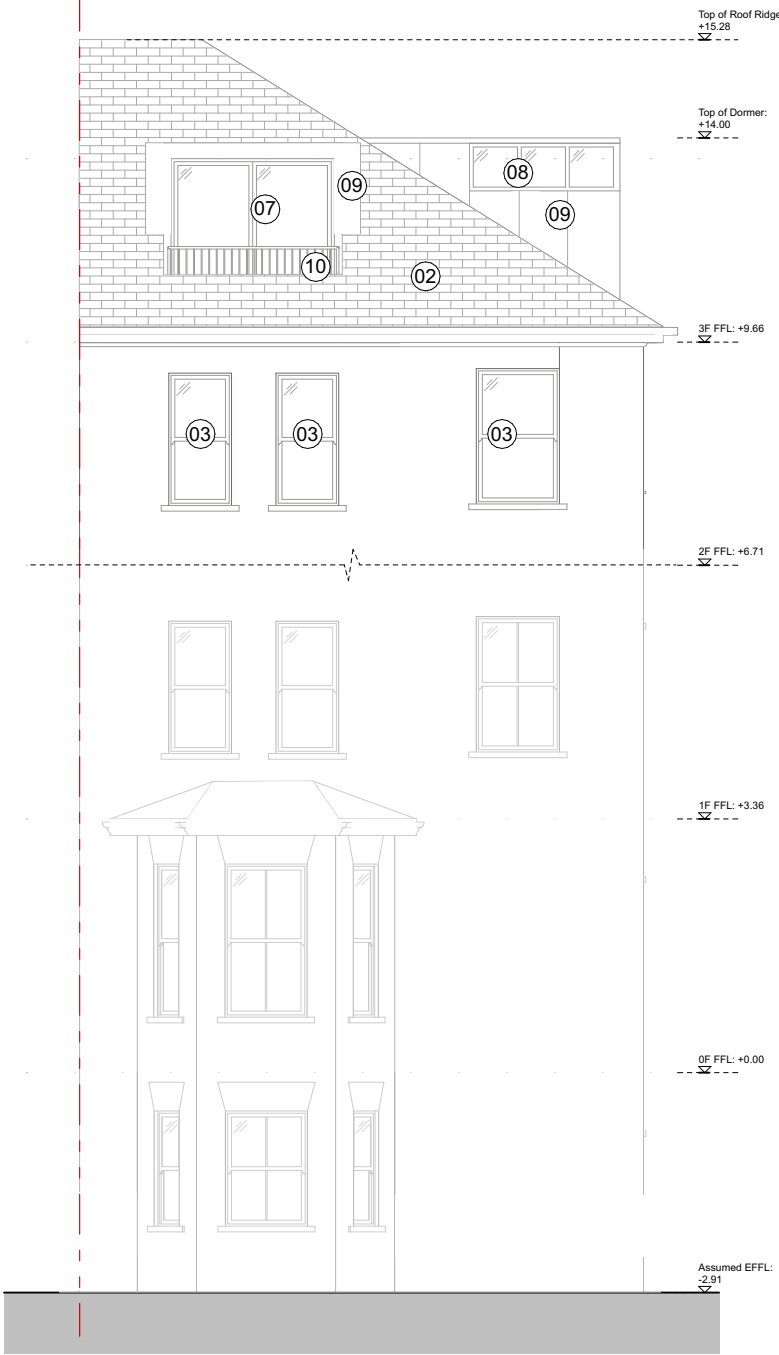 Top of Roof Ridge
+15.28
Top of Dormer:
+14.00
08
09
07
09
10
02
3F FFL: +9.66
03
03
03
2F FFL: +6.71
1F FFL: +3.36
0F FFL: +0.00
Assumed EFFL:
-2.91